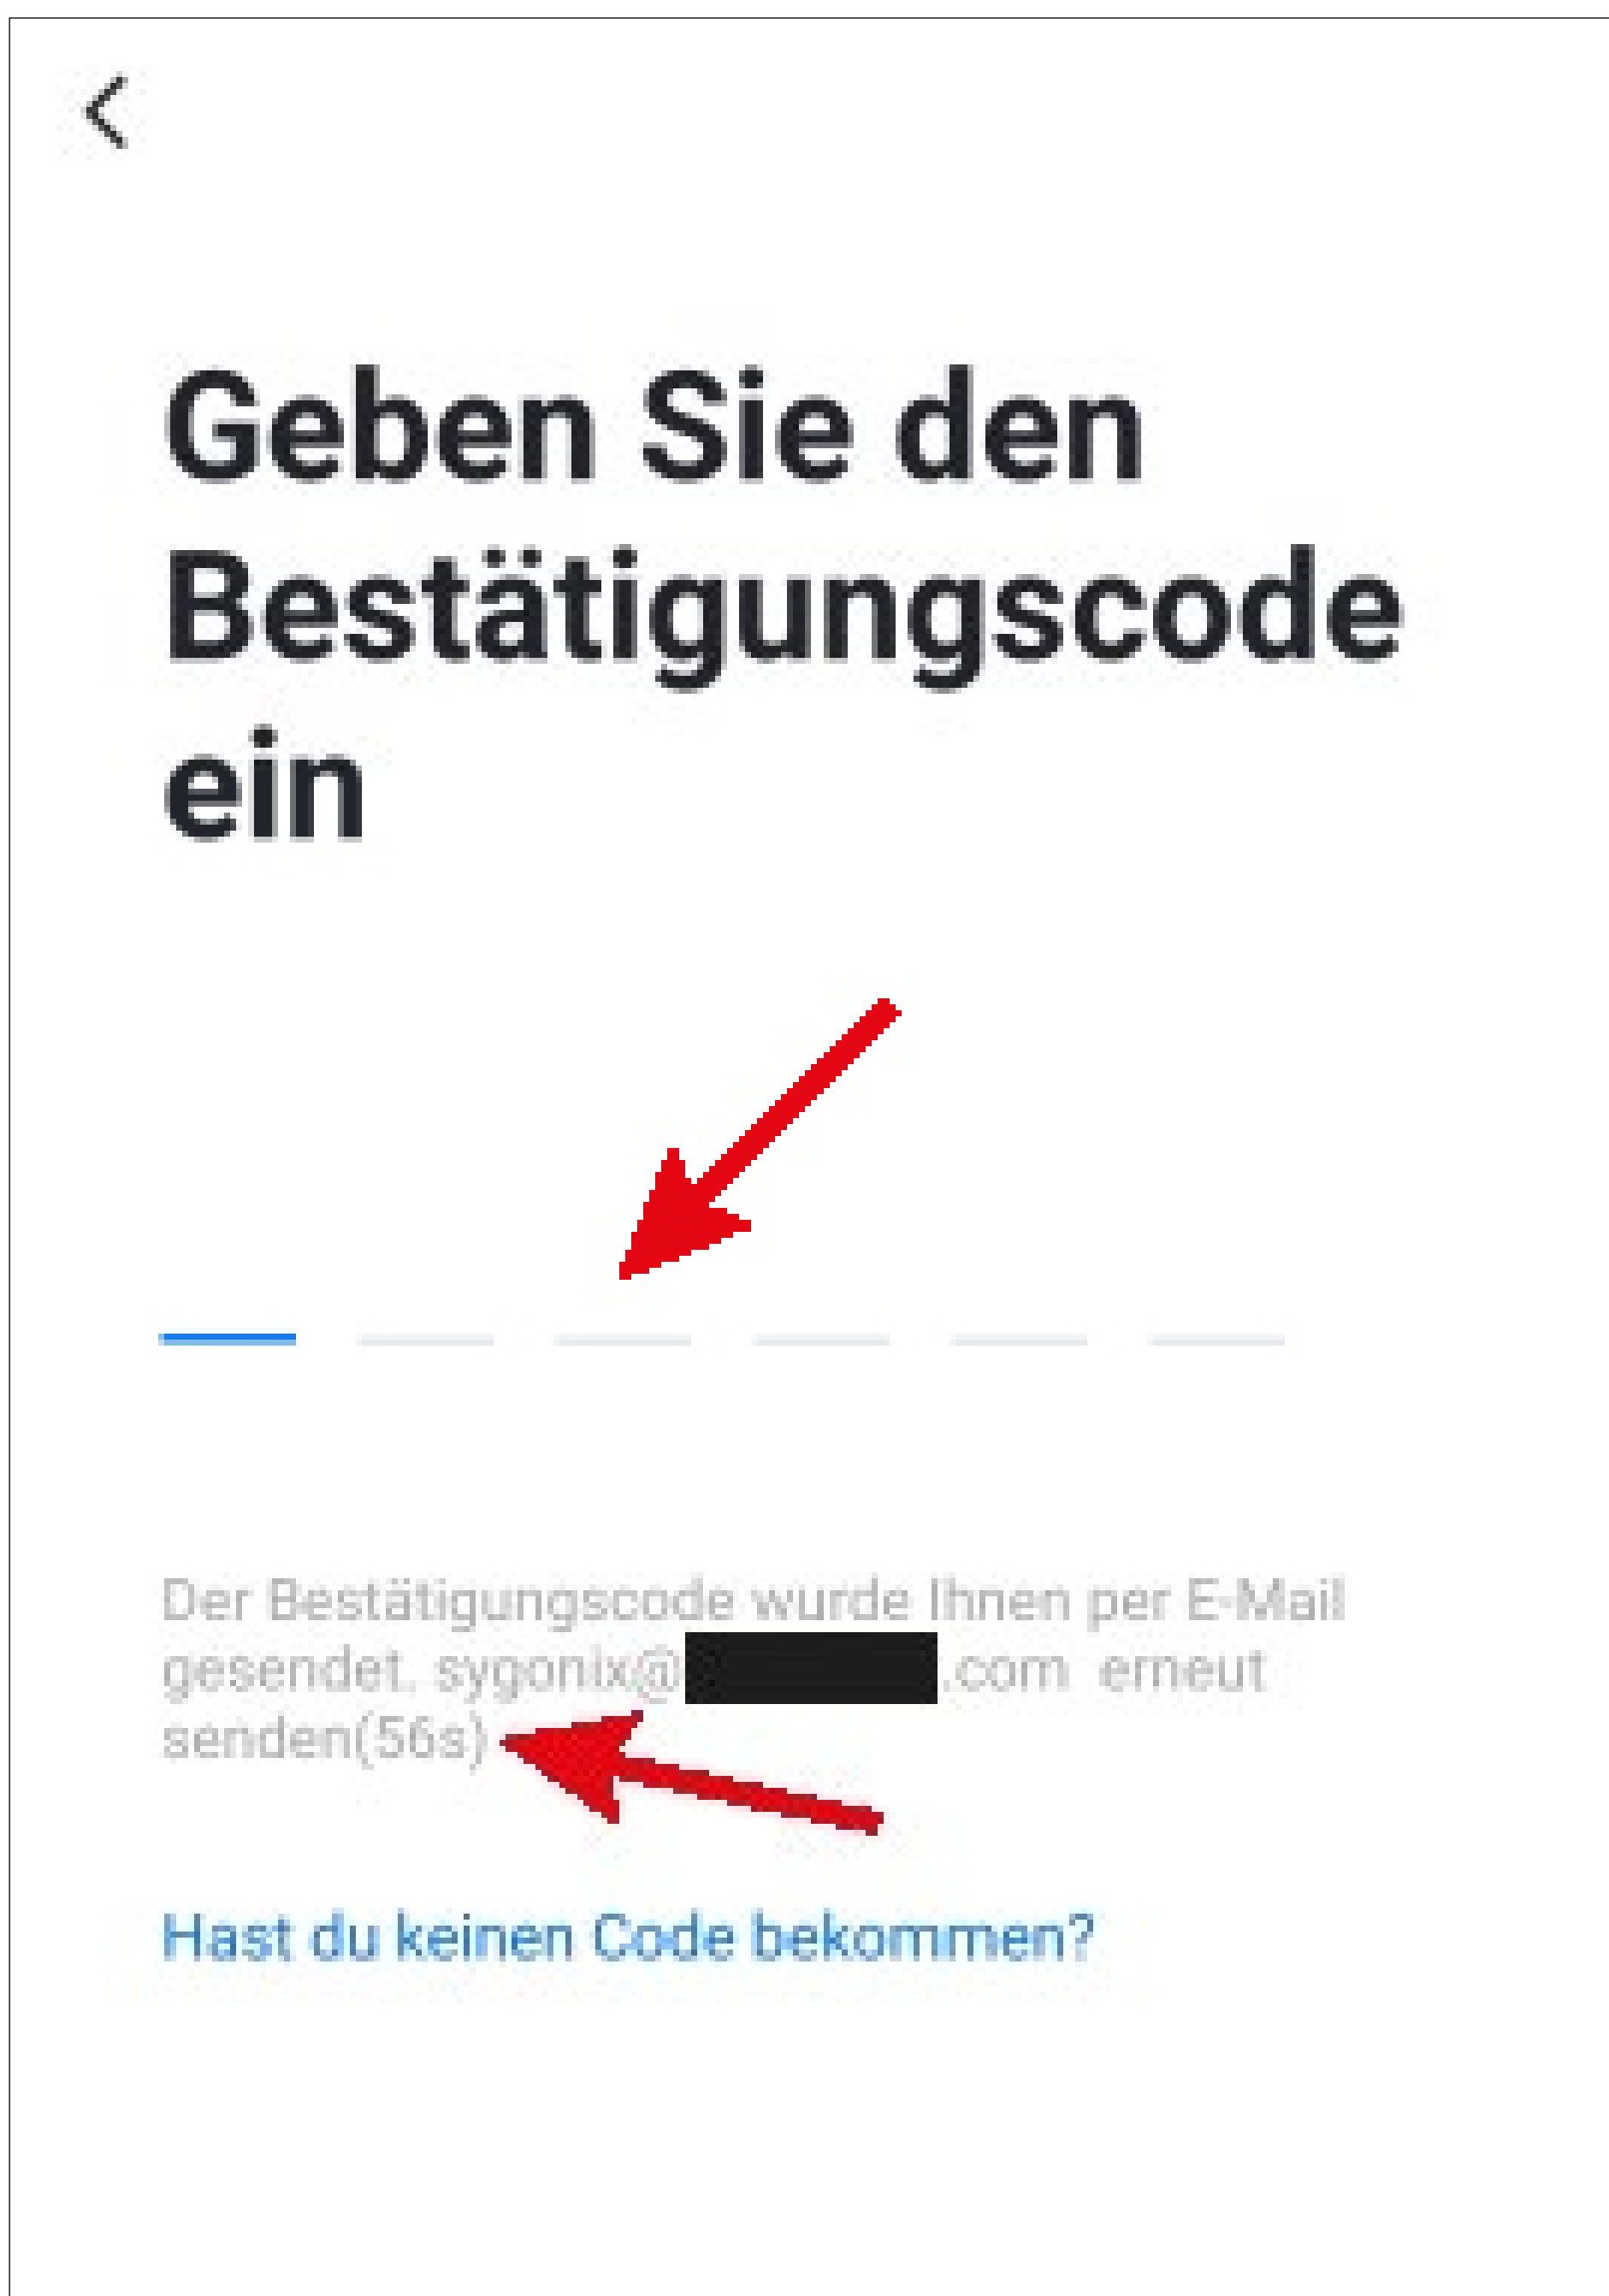 Geben Sie den
Bestätigungscode
ein
Der Bestätigungscode wurde Ihnen per E-Mail
gesendet. sygonix@ .com erneut
senden(56s)
Hast du keinen Code bekommen?